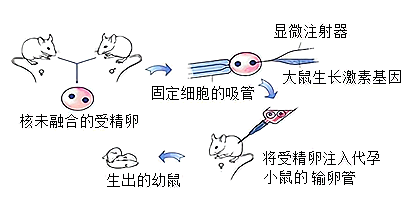 显微注射器
大鼠生长激素基因
固定细胞的吸管
核未融合的受精卵
将受精卵注入代孕
小鼠的输卵管
生出的幼鼠